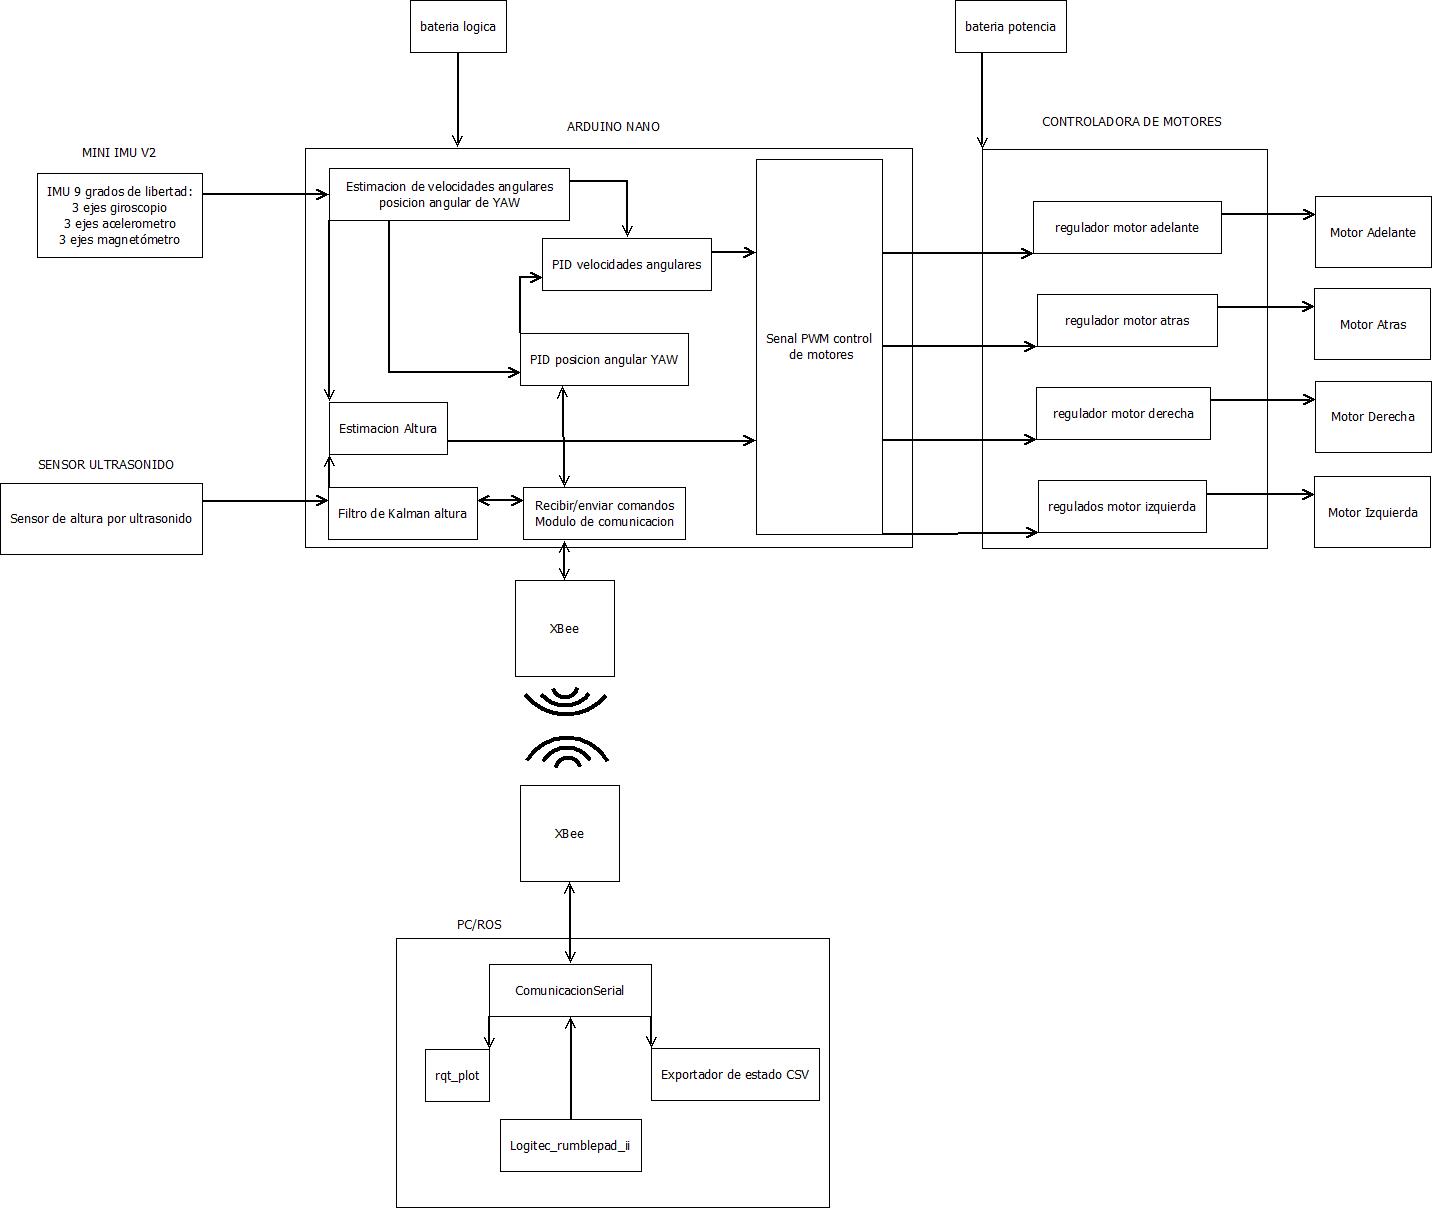 bateria logica
bateria potencia
ARDUINO NANO
CONTROLADORA DE MOTORES
MINI IMU V2
IMU 9 grados de libertad:
3 ejes giroscopio
3 ejes acelerometro
3 ejes magnetómetro
Estimacion de velocidades angulares
posicion angular de YAW
PID velocidades angulares
PID posicion angular YAW
Estimacion Altura
Senal PWM control
de motores
regulador motor adelante
Motor Adelante
regulador motor atras
Motor Atras
regulador motor derecha
Motor Derecha
regulados motor izquierda
Motor Izquierda
SENSOR ULTRASONIDO
Sensor de altura por ultrasonido
Filtro de Kalman altura
Recibir/enviar comandos
Modulo de comunicacion
XBee
XBee
PC/ROS
ComunicacionSerial
rqt_plot
Exportador de estado CSV
Logitec_rumblepad_ii